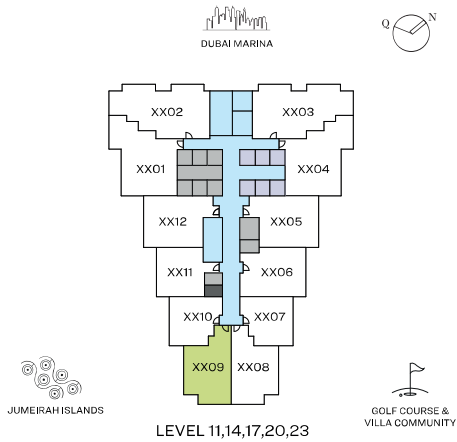 DUBAI MARINA
Q N
XX02 XX03
XX01 XX04
XX12 XX05
XX11 XX06
XX10 XX07
XX09 XX08
JUMEIRAH ISLANDS
GOLF COURSE &
VILLA COMMUNITY
LEVEL 11,14,17,20,23